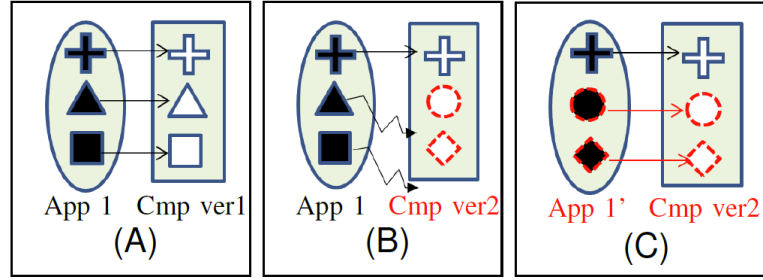 App 1 Cmp ver1
(A)
App 1 Cmp ver2
(B)
App 1’ Cmp ver2
(C)